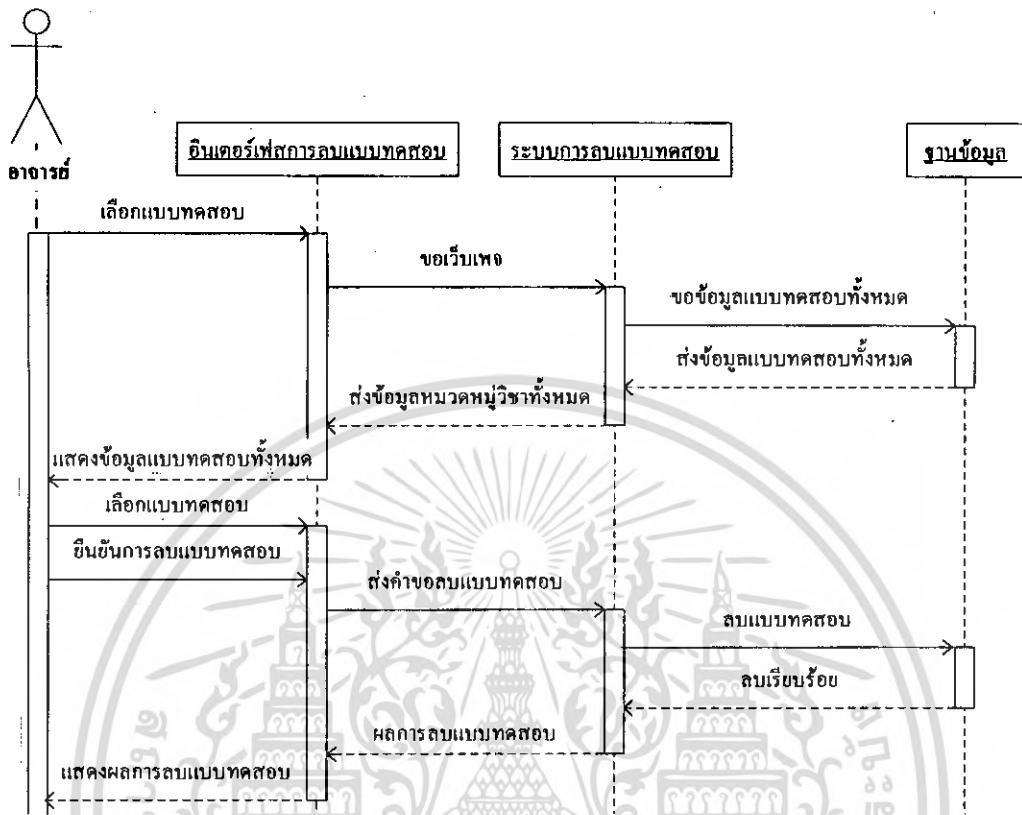 อินเตอร์เฟสการลบแบบทดสอบ
ระบบการลบแบบทดสอบ
ฐานข้อมูล
อาจารย์
เลือกแบบทดสอบ
ขอเว็บเพจ
ขอข้อมูลแบบทดสอบทั้งหมด
ส่งข้อมูลแบบทดสอบทั้งหมด
ส่งข้อมูลหมวดหมู่วิชาทั้งหมด
แสดงข้อมูลแบบทดสอบทั้งหมด
เลือกแบบทดสอบ
ยืนยันการลบแบบทดสอบ
ส่งคำขอลบแบบทดสอบ
ลบแบบทดสอบ
ลบเรียบร้อย
ผลการลบแบบทดสอบ
แสดงผลการลบแบบทดสอบ